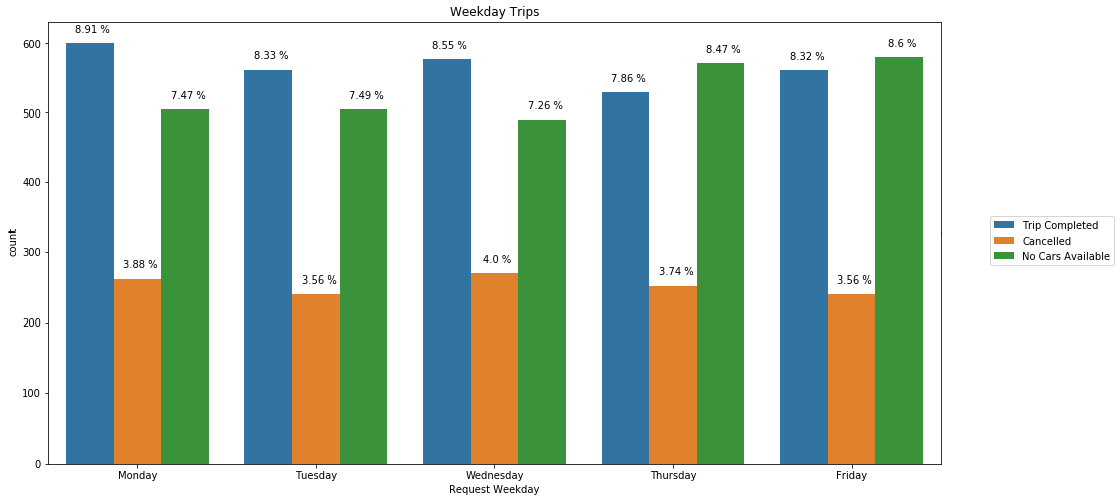 Weekday Trips
8.91 %
3.88 %
7.47 %
8.33 %
3.56 %
7.49 %
8.55 %
4.0 %
7.26 %
7.86 %
3.74 %
8.47 %
8.32 %
3.56 %
8.6 %
600
500
400
300
200
100
0
count
Monday
Tuesday
Wednesday
Thursday
Friday
Request Weekday
Trip Completed
Cancelled
No Cars Available